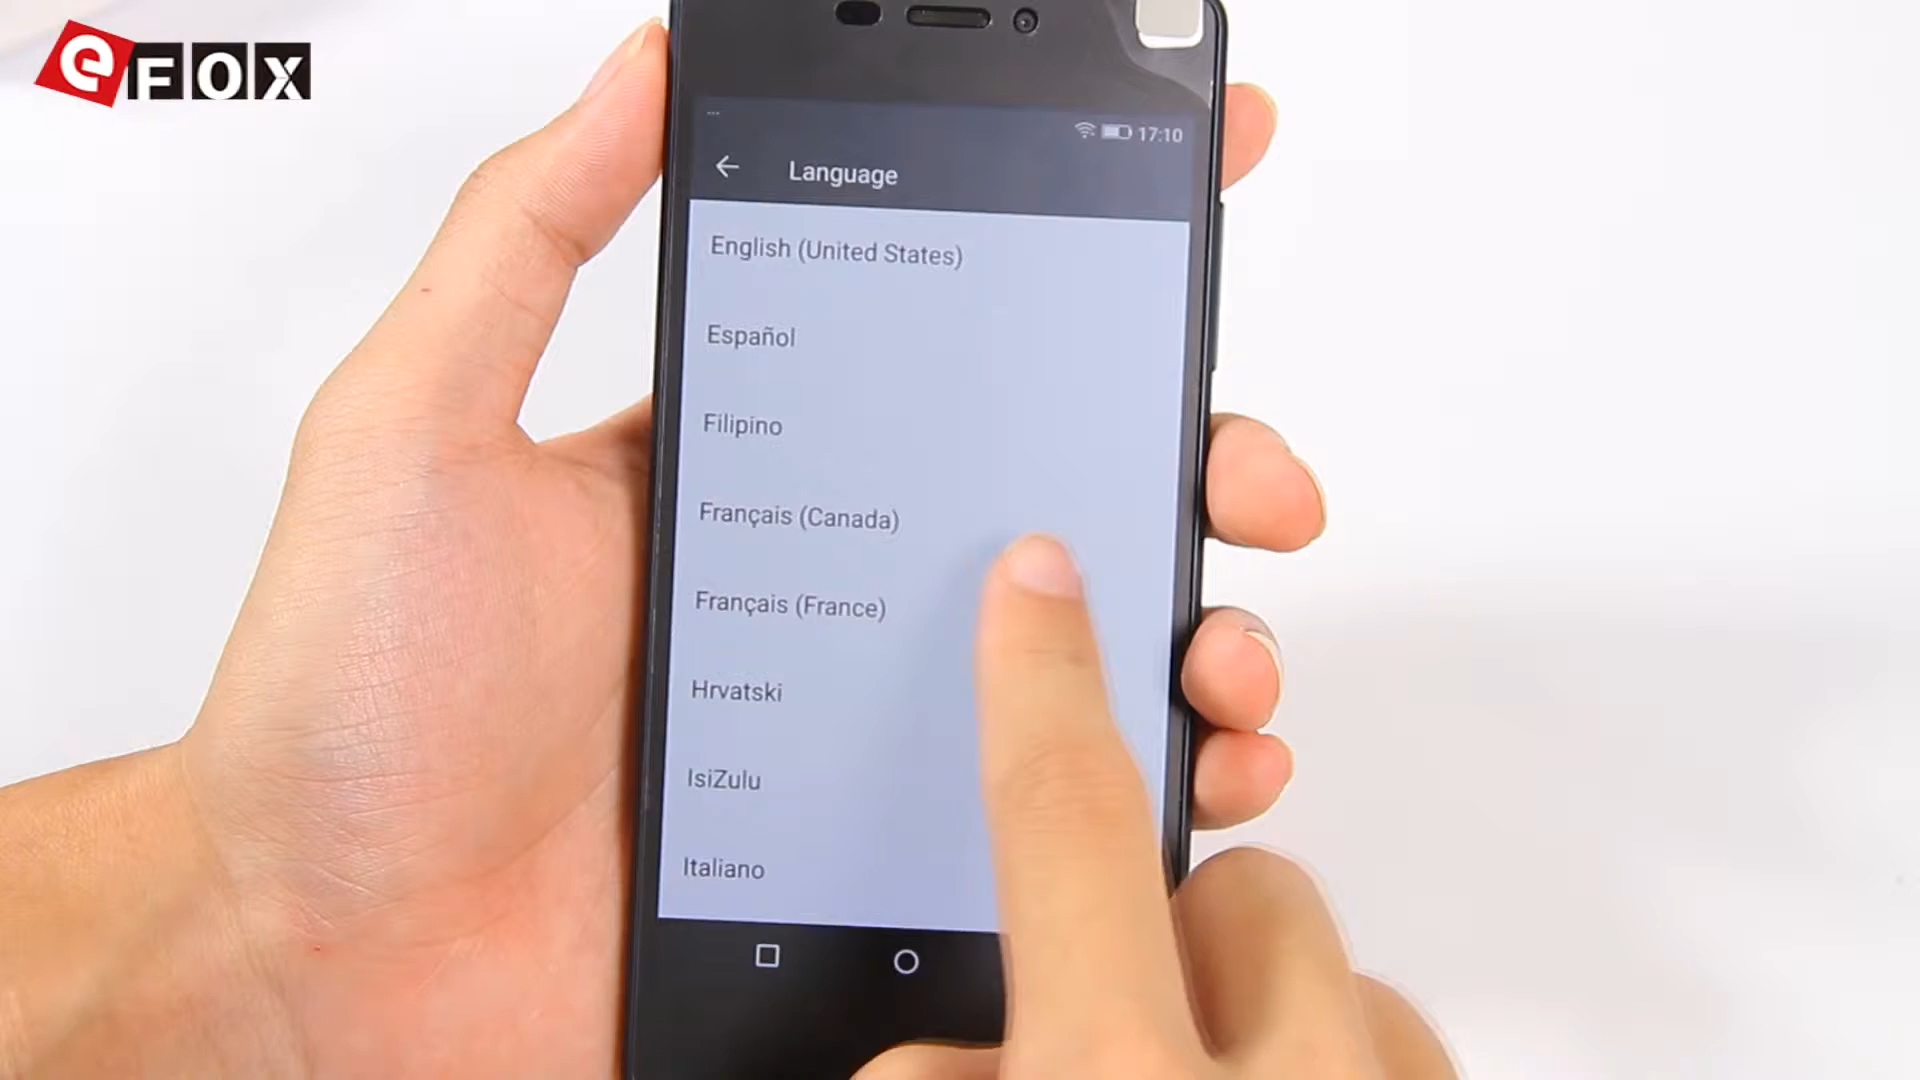 eFOX
17:10
Language
English (United States)
Español
Filipino
Français (Canada)
Français (France)
Hrvatski
IsiZulu
Italiano